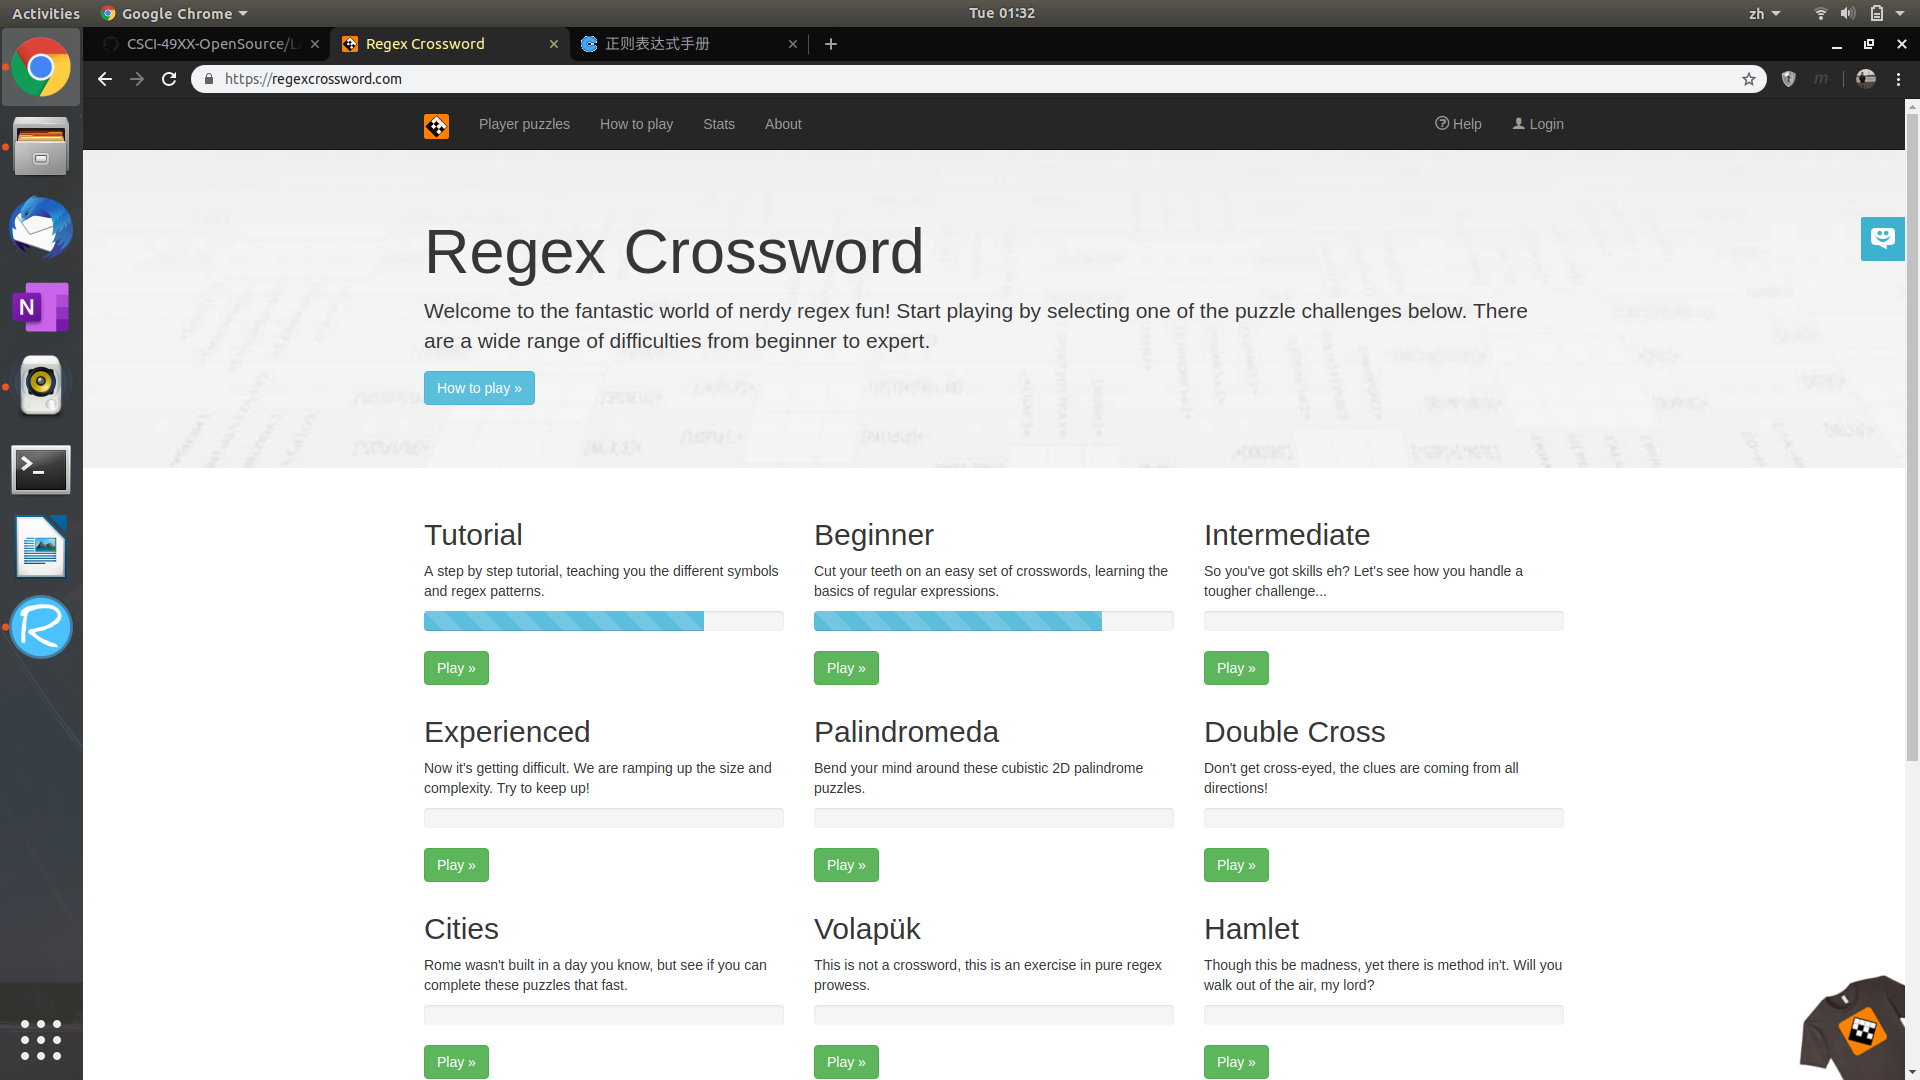 Activities
Google Chrome
Tue 01:32
zh
CSCI-49XX-OpenSource/La
Regex Crossword
正则表达式手册
https://regexcrossword.com
Player puzzles
How to play
Stats
About
Help
Login
Regex Crossword
Welcome to the fantastic world of nerdy regex fun! Start playing by selecting one of the puzzle challenges below. There
are a wide range of difficulties from beginner to expert.
How to play »
Tutorial
A step by step tutorial, teaching you the different symbols
and regex patterns.
Play »
Beginner
Cut your teeth on an easy set of crosswords, learning the
basics of regular expressions.
Play »
Intermediate
So you've got skills eh? Let's see how you handle a
tougher challenge...
Play »
Experienced
Now it's getting difficult. We are ramping up the size and
complexity. Try to keep up!
Play »
Palindromeda
Bend your mind around these cubistic 2D palindrome
puzzles.
Play »
Double Cross
Don't get cross-eyed, the clues are coming from all
directions!
Play »
Cities
Rome wasn't built in a day you know, but see if you can
complete these puzzles that fast.
Play »
Volapük
This is not a crossword, this is an exercise in pure regex
prowess.
Play »
Hamlet
Though this be madness, yet there is method in't. Will you
walk out of the air, my lord?
Play »